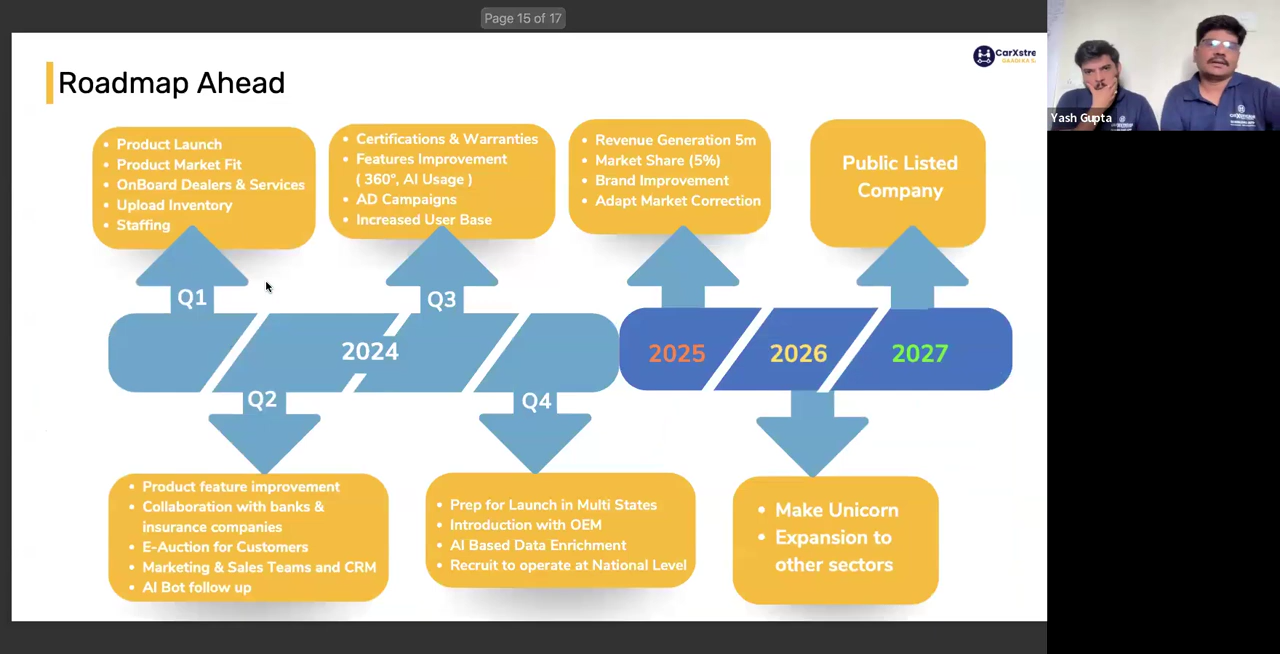 Page 15 of 17
CarXstre
Roadmap Ahead
Yash Gupta
• Product Launch
• Product Market Fit
• OnBoard Dealers & Services
• Upload Inventory
• Staffing
• Certifications & Warranties
• Features Improvement
( 360°, AI Usage )
• AD Campaigns
• Increased User Base
• Revenue Generation 5m
• Market Share (5%)
• Brand Improvement
• Adapt Market Correction
Public Listed
Company
Q1
Q3
2024
2025
2026
2027
Q2
Q4
• Product feature improvement
• Collaboration with banks &
insurance companies
• E-Auction for Customers
• Marketing & Sales Teams and CRM
• AI Bot follow up
• Prep for Launch in Multi States
• Introduction with OEM
• AI Based Data Enrichment
• Recruit to operate at National Level
• Make Unicorn
• Expansion to
other sectors